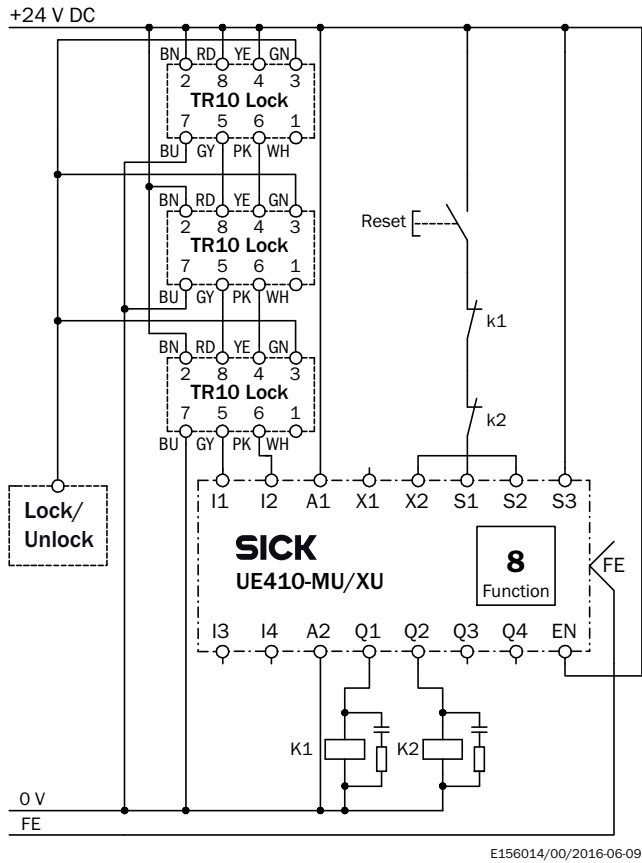 +24 V DC
BN RD YE GN
2 8 4 3
TR10 Lock
7 5 6 1
BU GY PK WH
BN RD YE GN
2 8 4 3
TR10 Lock
7 5 6 1
BU GY PK WH
Reset
k1
BN RD YE GN
2 8 4 3
TR10 Lock
7 5 6 1
BU GY PK WH
k2
Lock/
Unlock
I1 I2 A1 X1 X2 S1 S2 S3
SICK
UE410-MU/XU
8
Function
FE
I3 I4 A2 Q1 Q2 Q3 Q4 EN
K1 K2
0 V
FE
E156014/00/2016-06-09